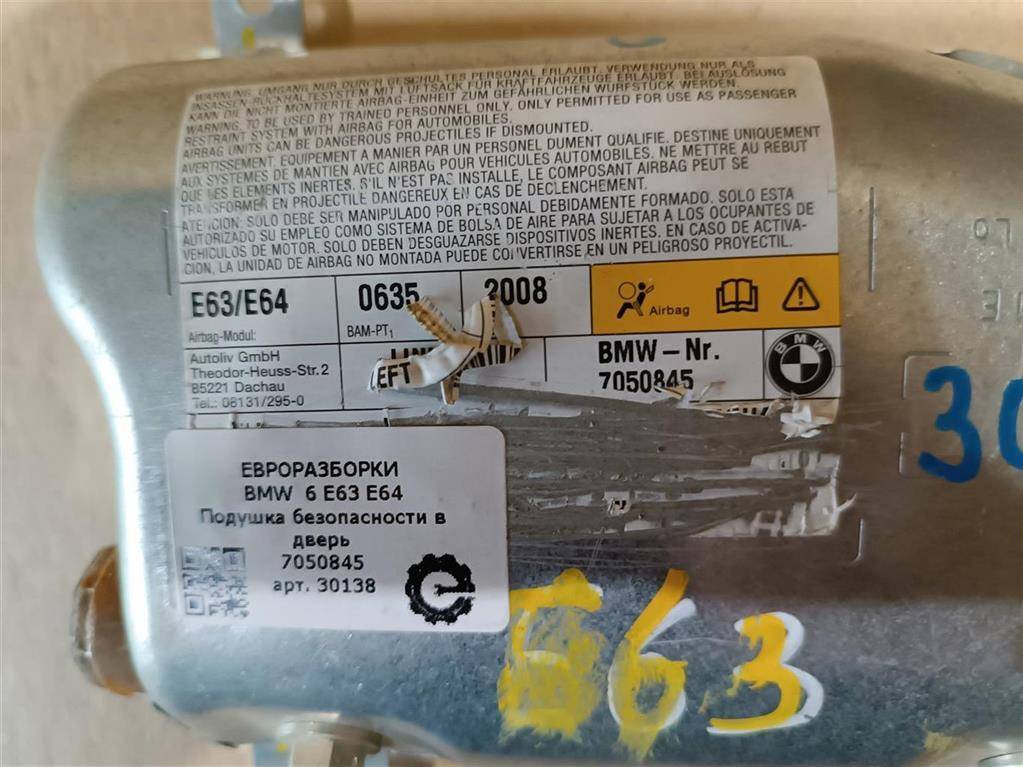 WARNUNG. UMGANG NUR DURCH GESCHULTES PERSONAL ERLAUBT. VERWENDUNG NUR ALS
INSASSEN-RÜCKHALTESYSTEM MIT LUFTSACK FÜR KRAFTFAHRZEUGE ERLAUBT. BEI AUSLÖSUNG
KANN DIE NICHT MONTIERTE AIRBAG-EINHEIT ZUM GEFÄHRLICHEN WURFSTÜCK WERDEN.
WARNING. TO BE USED BY TRAINED PERSONNEL ONLY. ONLY PERMITTED FOR USE AS PASSENGER
RESTRAINT SYSTEM WITH AIRBAG FOR AUTOMOBILES.
AIRBAG UNITS CAN BE DANGEROUS PROJECTILES IF DISMOUNTED.
AVERTISSEMENT. EQUIPEMENT A MANIER PAR UN PERSONEL DUMENT QUALIFIE. DESTINE UNIQUEMENT
AUX SYSTEMES DE MANTIEN AVEC AIRBAG POUR VEHICULES AUTOMOBILES. NE METTRE AU REBUT
QUE LES ELEMENTS INERTES. S'IL N'EST PAS INSTALLE, LE COMPOSANT AIRBAG PEUT SE
TRANSFORMER EN PROJECTILE DANGEREUX EN CAS DE DECLENCHEMENT.
ATENCION: SOLO DEBE SER MANIPULADO POR PERSONAL DEBIDAMENTE FORMADO. SOLO ESTA
AUTORIZADO SU EMPLEO COMO SISTEMA DE BOLSA DE AIRE PARA SUJETAR A LOS OCUPANTES DE
VEHICULOS DE MOTOR. SOLO DEBEN DESGUAZARSE DISPOSITIVOS INERTES. EN CASO DE ACTIVA-
CION, LA UNIDAD DE AIRBAG NO MONTADA PUEDE CONVERTIRSE EN UN PELIGROSO PROYECTIL.
E63/E64 0635 2008 Airbag
Airbag-Modul: BAM-PT1
Autoliv GmbH
Theodor-Heuss-Str.2
85221 Dachau
Tel.: 08131/295-0
EFT
BMW-Nr.
7050845
BMW
ЕВРОРАЗБОРКИ
BMW 6 E63 E64
Подушка безопасности в
дверь
7050845
арт. 30138
E63
30